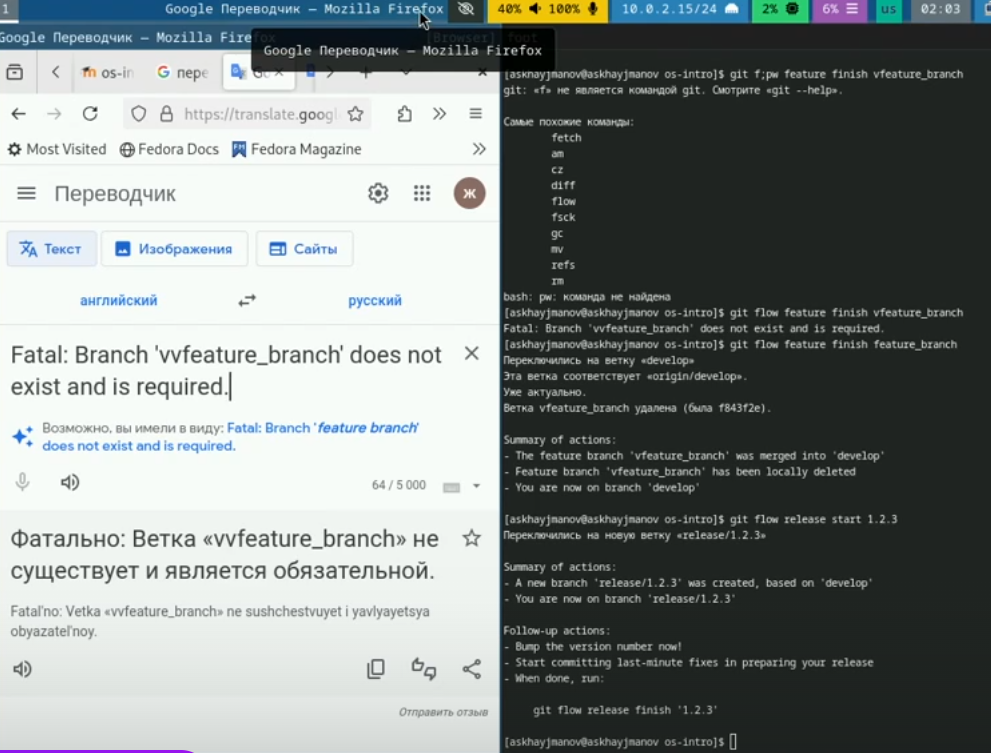 1
Google Переводчик — Mozilla Firefox
40%
100%
10.0.2.15/24
2%
6%
us
02:03
Google Переводчик — Mozilla Fire
[Browser]
foot
Google Переводчик — Mozilla Firefox
os-in
пере
https://translate.googl
Most Visited
Fedora Docs
Fedora Magazine
Переводчик
ж
Текст
Изображения
Сайты
английский
русский
Fatal: Branch 'vvfeature_branch' does not
exist and is required.
Возможно, вы имели в виду: Fatal: Branch 'feature branch'
does not exist and is required.
64 / 5 000
Фатально: Ветка «vvfeature_branch» не
существует и является обязательной.
Fatal'no: Vetka «vvfeature_branch» ne sushchestvuyet i yavlyayetsya
obyazatel'noy.
Отправить отзыв
[askhayjmanov@askhayjmanov os-intro]$ git f;pw feature finish vfeature_branch
git: «f» не является командой git. Смотрите «git --help».
Самые похожие команды:
fetch
am
cz
diff
flow
fsck
gc
mv
refs
rm
bash: pw: команда не найдена
[askhayjmanov@askhayjmanov os-intro]$ git flow feature finish vfeature_branch
Fatal: Branch 'vvfeature_branch' does not exist and is required.
[askhayjmanov@askhayjmanov os-intro]$ git flow feature finish feature_branch
Переключились на ветку «develop»
Эта ветка соответствует «origin/develop».
Уже актуально.
Ветка vfeature_branch удалена (была f843f2e).
Summary of actions:
- The feature branch 'vfeature_branch' was merged into 'develop'
- Feature branch 'vfeature_branch' has been locally deleted
- You are now on branch 'develop'
[askhayjmanov@askhayjmanov os-intro]$ git flow release start 1.2.3
Переключились на новую ветку «release/1.2.3»
Summary of actions:
- A new branch 'release/1.2.3' was created, based on 'develop'
- You are now on branch 'release/1.2.3'
Follow-up actions:
- Bump the version number now!
- Start committing last-minute fixes in preparing your release
- When done, run:
git flow release finish '1.2.3'
[askhayjmanov@askhayjmanov os-intro]$